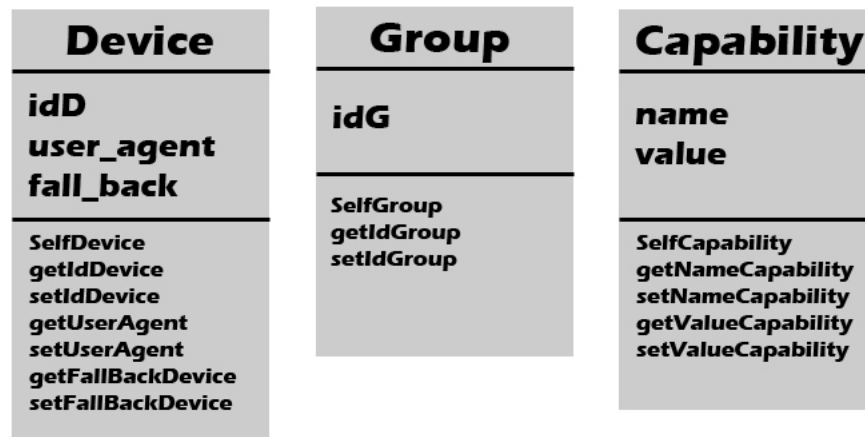 Device
idD
user_agent
fall_back
SelfDevice
getIdDevice
setIdDevice
getUserAgent
setUserAgent
getFallBackDevice
setFallBackDevice
Group
idG
SelfGroup
getIdGroup
setIdGroup
Capability
name
value
SelfCapability
getNameCapability
setNameCapability
getValueCapability
setValueCapability